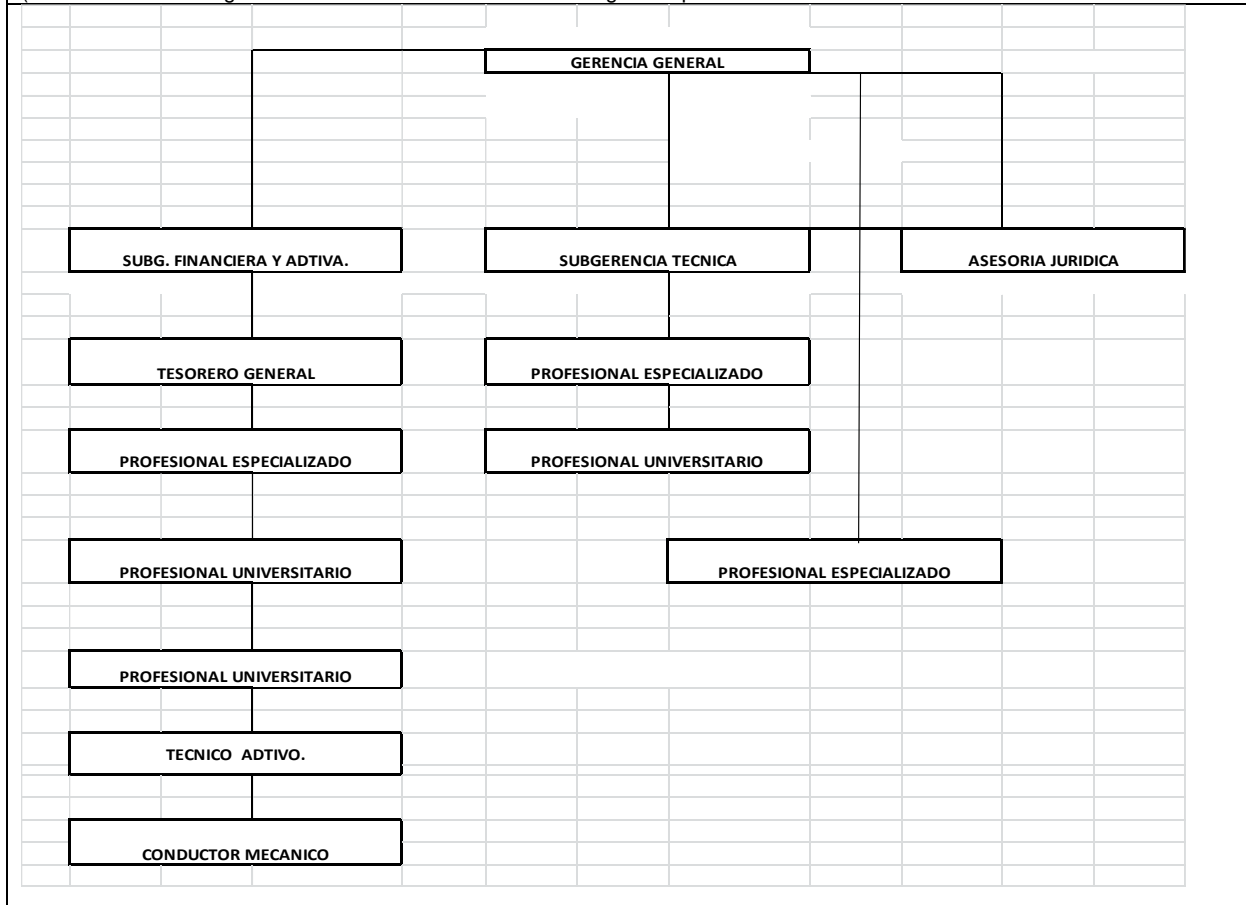 GERENCIA GENERAL
SUBG. FINANCIERA Y ADTIVA.
SUBGERENCIA TECNICA
ASESORIA JURIDICA
TESORERO GENERAL
PROFESIONAL ESPECIALIZADO
PROFESIONAL ESPECIALIZADO
PROFESIONAL UNIVERSITARIO
PROFESIONAL UNIVERSITARIO
PROFESIONAL ESPECIALIZADO
PROFESIONAL UNIVERSITARIO
TECNICO ADTIVO.
CONDUCTOR MECANICO